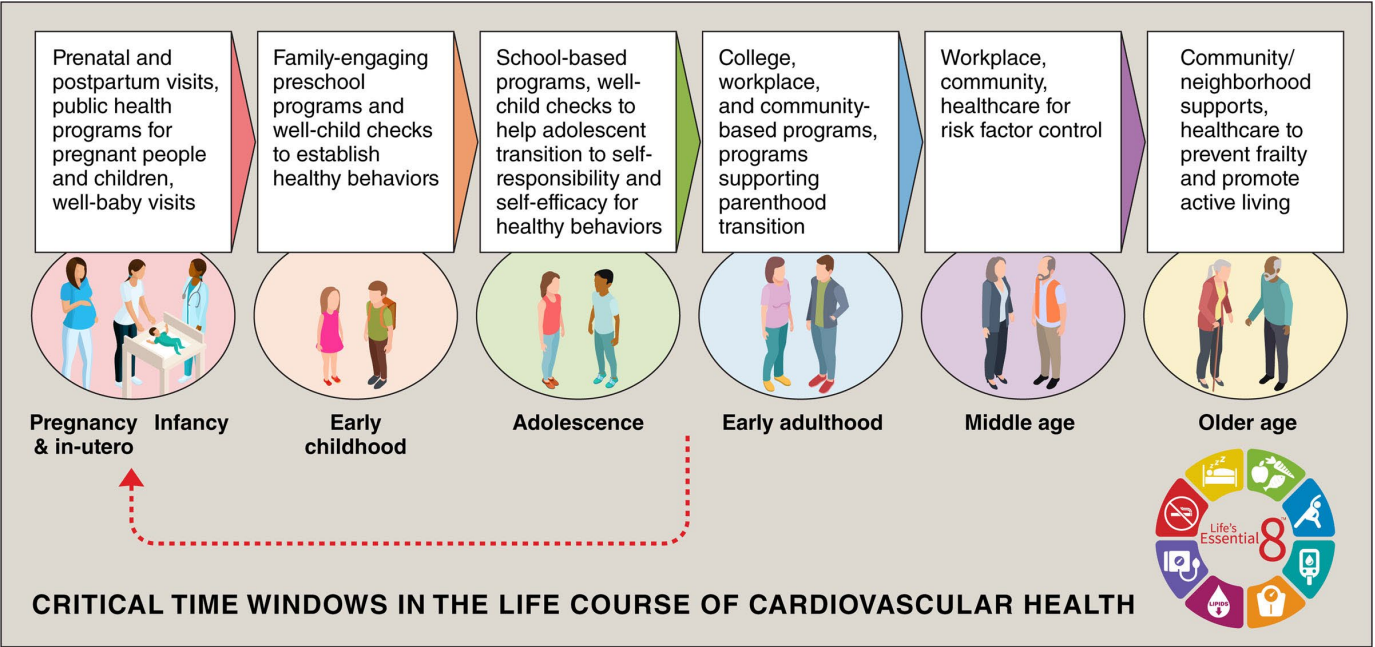 Prenatal and
postpartum visits,
public health
programs for
pregnant people
and children,
well-baby visits
Family-engaging
preschool
programs and
well-child checks
to establish
healthy behaviors
School-based
programs, well-
child checks to
help adolescent
transition to self-
responsibility and
self-efficacy for
healthy behaviors
College,
workplace,
and community-
based programs,
programs
supporting
parenthood
transition
Workplace,
community,
healthcare for
risk factor control
Community/
neighborhood
supports,
healthcare to
prevent frailty
and promote
active living
Pregnancy
& in-utero
Infancy
Early
childhood
Adolescence
Early adulthood
Middle age
Older age
zzz
Life's
Essential 8™
LIPIDS
CRITICAL TIME WINDOWS IN THE LIFE COURSE OF CARDIOVASCULAR HEALTH